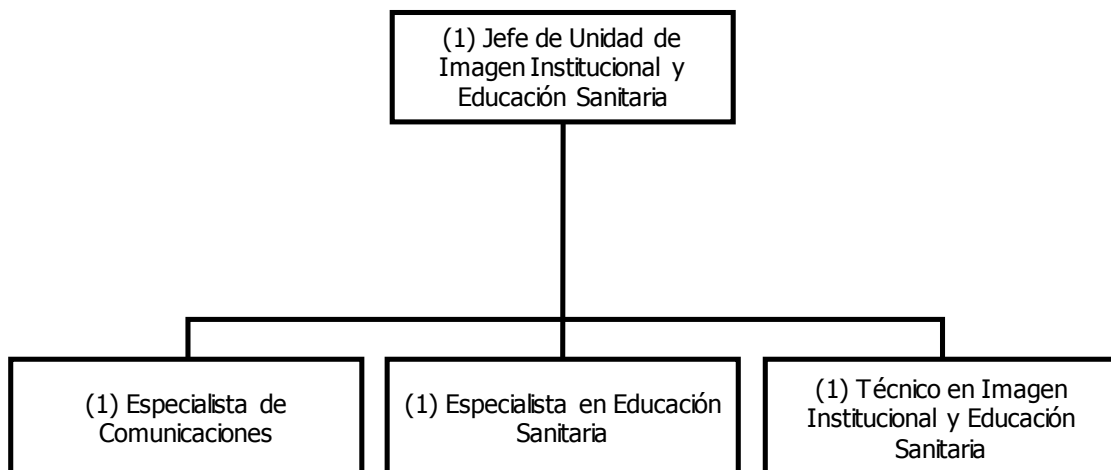 (1) Jefe de Unidad de
Imagen Institucional y
Educación Sanitaria
(1) Especialista de
Comunicaciones
(1) Especialista en Educación
Sanitaria
(1) Técnico en Imagen
Institucional y Educación
Sanitaria